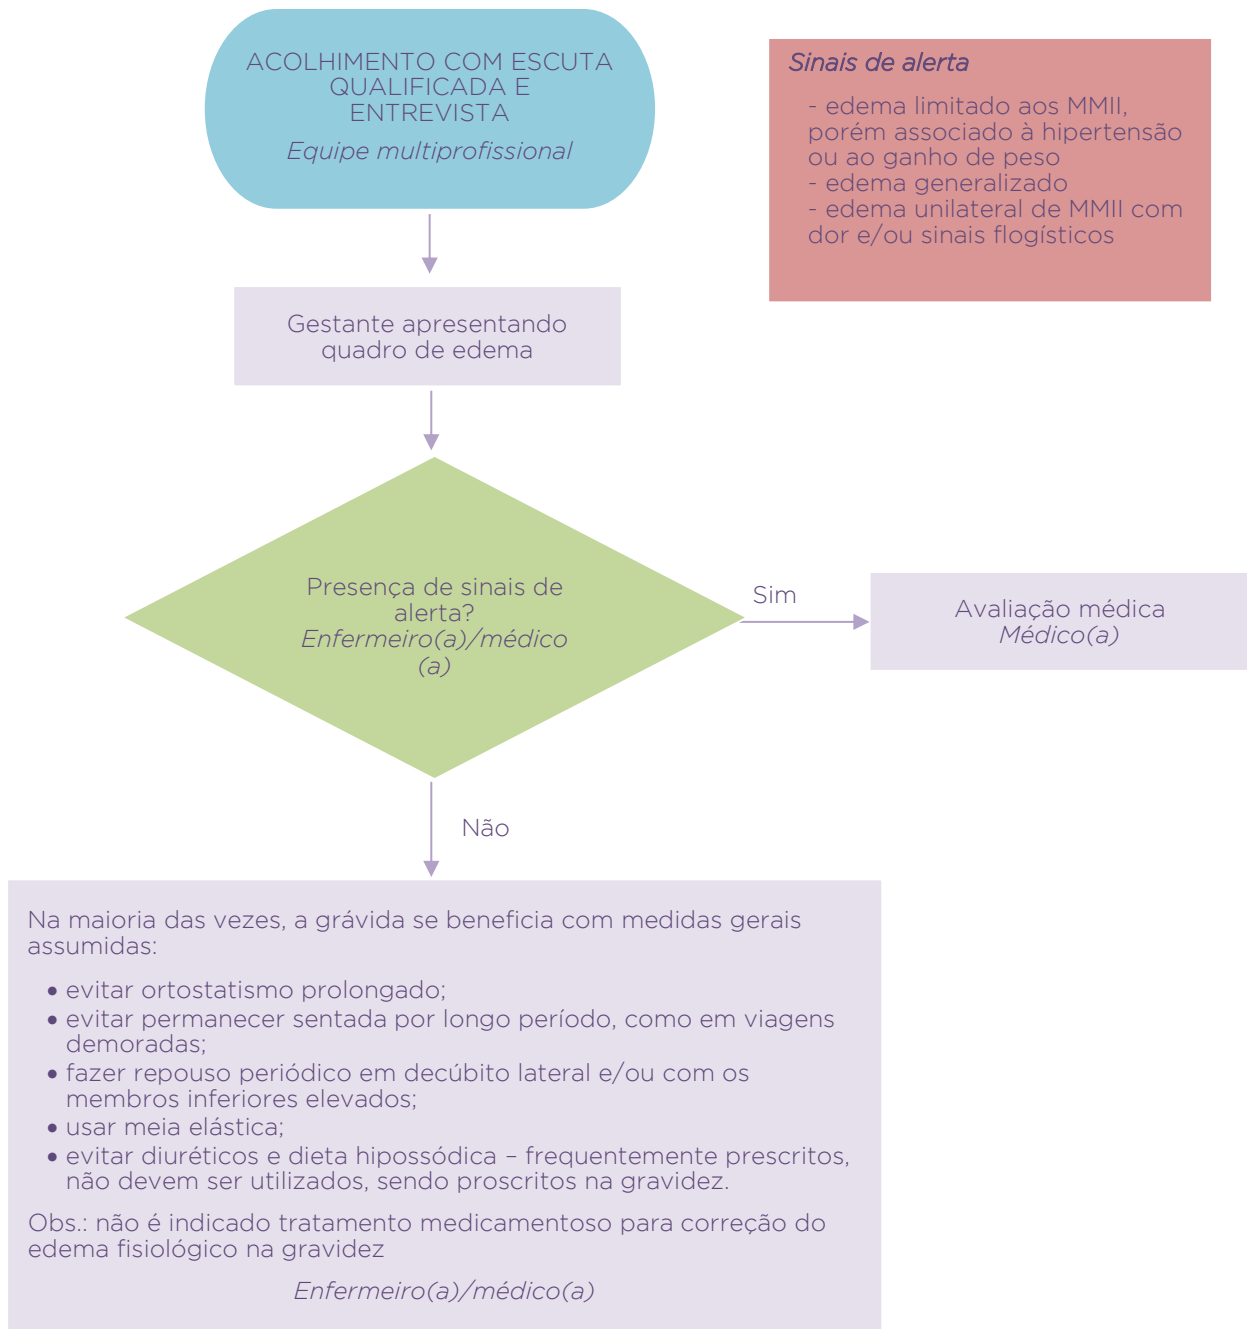 ACOLHIMENTO COM ESCUTA
QUALIFICADA E
ENTREVISTA
Equipe multiprofissional
Sinais de alerta
- edema limitado aos MMII,
porém associado à hipertensão
ou ao ganho de peso
- edema generalizado
- edema unilateral de MMII com
dor e/ou sinais flogísticos
Gestante apresentando
quadro de edema
Presença de sinais de
alerta?
Enfermeiro(a)/médico
(a)
Sim
Avaliação médica
Médico(a)
Não
Na maioria das vezes, a grávida se beneficia com medidas gerais
assumidas:
• evitar ortostatismo prolongado;
• evitar permanecer sentada por longo período, como em viagens
demoradas;
• fazer repouso periódico em decúbito lateral e/ou com os
membros inferiores elevados;
• usar meia elástica;
• evitar diuréticos e dieta hipossódica – frequentemente prescritos,
não devem ser utilizados, sendo proscritos na gravidez.
Obs.: não é indicado tratamento medicamentoso para correção do
edema fisiológico na gravidez
Enfermeiro(a)/médico(a)